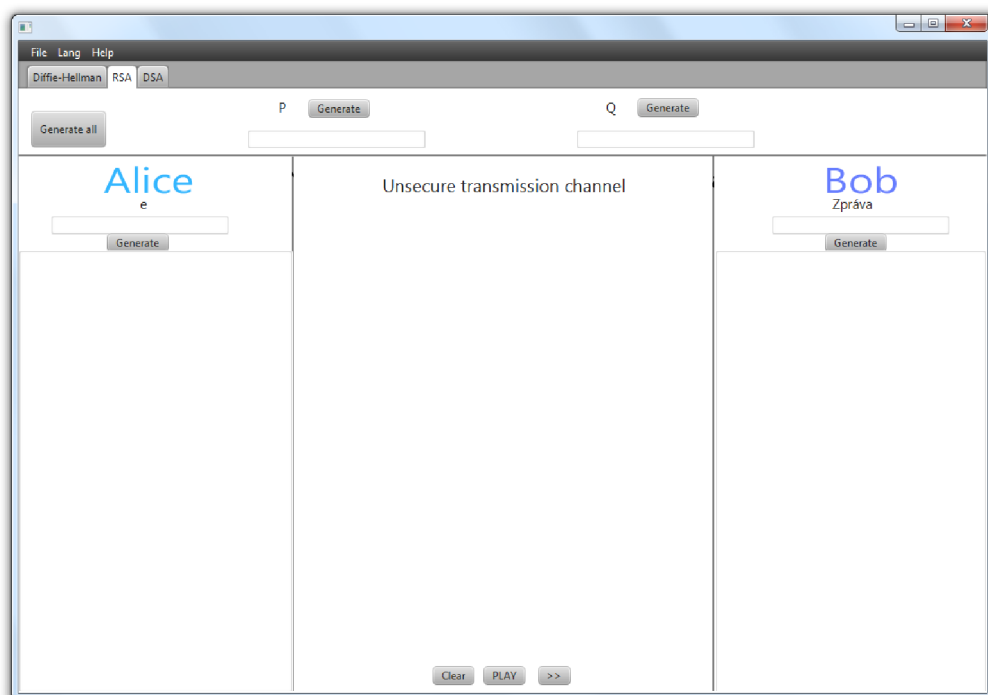 File Lang Help
Diffie-Hellman RSA DSA
Generate all
P Generate
Q Generate
Alice
e
Generate
Unsecure transmission channel
Bob
Zpráva
Generate
Clear PLAY >>